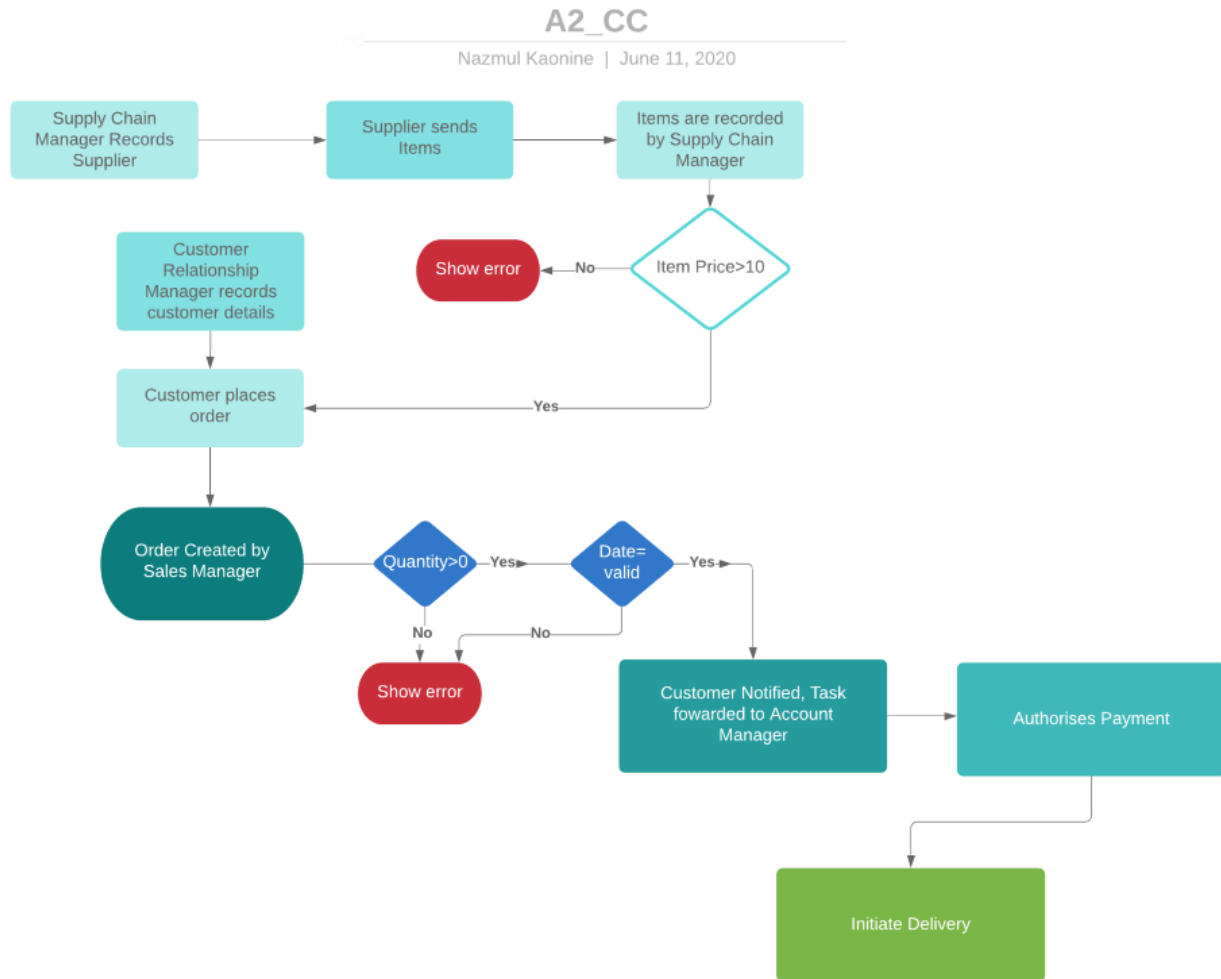 A2_CC
Nazmul Kaonine | June 11, 2020
Supply Chain
Manager Records
Supplier
Supplier sends
Items
Items are recorded
by Supply Chain
Manager
Customer
Relationship
Manager records
customer details
Show error
No
Item Price>10
Customer places
order
Yes
Order Created by
Sales Manager
Quantity>0
Yes
Date=
valid
Yes
No
No
Show error
Customer Notified, Task
fowarded to Account
Manager
Authorises Payment
Initiate Delivery